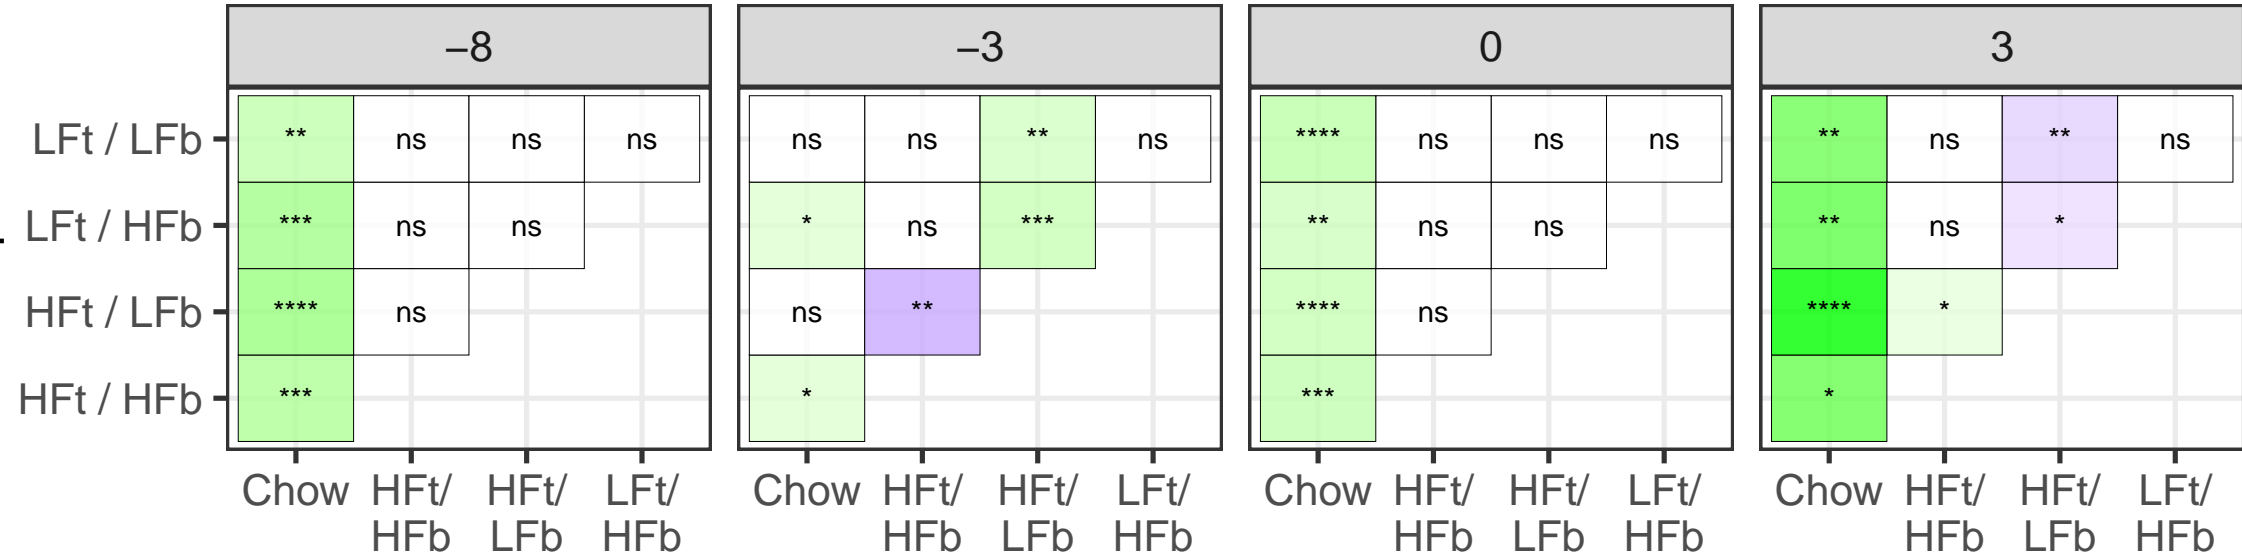 −8 −3 0 3
LFt / LFb ** ns ns ns ns ns ** ns **** ns ns ns ** ns ** ns
LFt / HFb *** ns ns * ns *** ** ns ns ** ns *
HFt / LFb **** ns ns ** **** ns **** *
HFt / HFb *** * *** *
Chow HFt/ HFt/ LFt/ Chow HFt/ HFt/ LFt/ Chow HFt/ HFt/ LFt/ Chow HFt/ HFt/ LFt/
HFb LFb HFb HFb LFb HFb HFb LFb HFb HFb LFb HFb